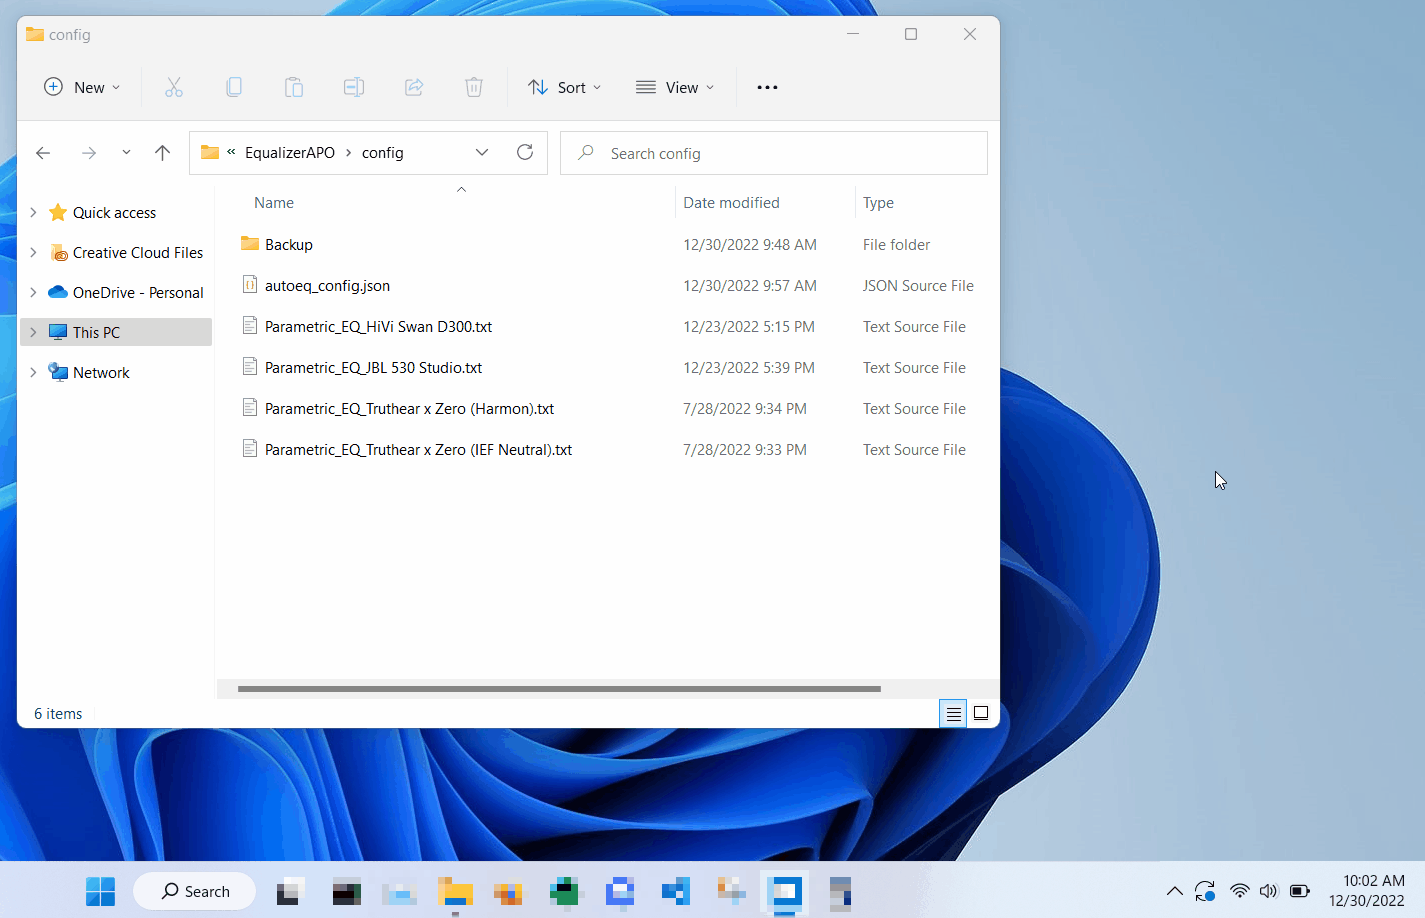 config
New
Sort
View
« EqualizerAPO > config
Search config
Quick access
Creative Cloud Files
OneDrive - Personal
This PC
Network
Name Date modified Type
Backup 12/30/2022 9:48 AM File folder
autoeq_config.json 12/30/2022 9:57 AM JSON Source File
Parametric_EQ_HiVi Swan D300.txt 12/23/2022 5:15 PM Text Source File
Parametric_EQ_JBL 530 Studio.txt 12/23/2022 5:39 PM Text Source File
Parametric_EQ_Truthear x Zero (Harmon).txt 7/28/2022 9:34 PM Text Source File
Parametric_EQ_Truthear x Zero (IEF Neutral).txt 7/28/2022 9:33 PM Text Source File
6 items
Search
10:02 AM
12/30/2022